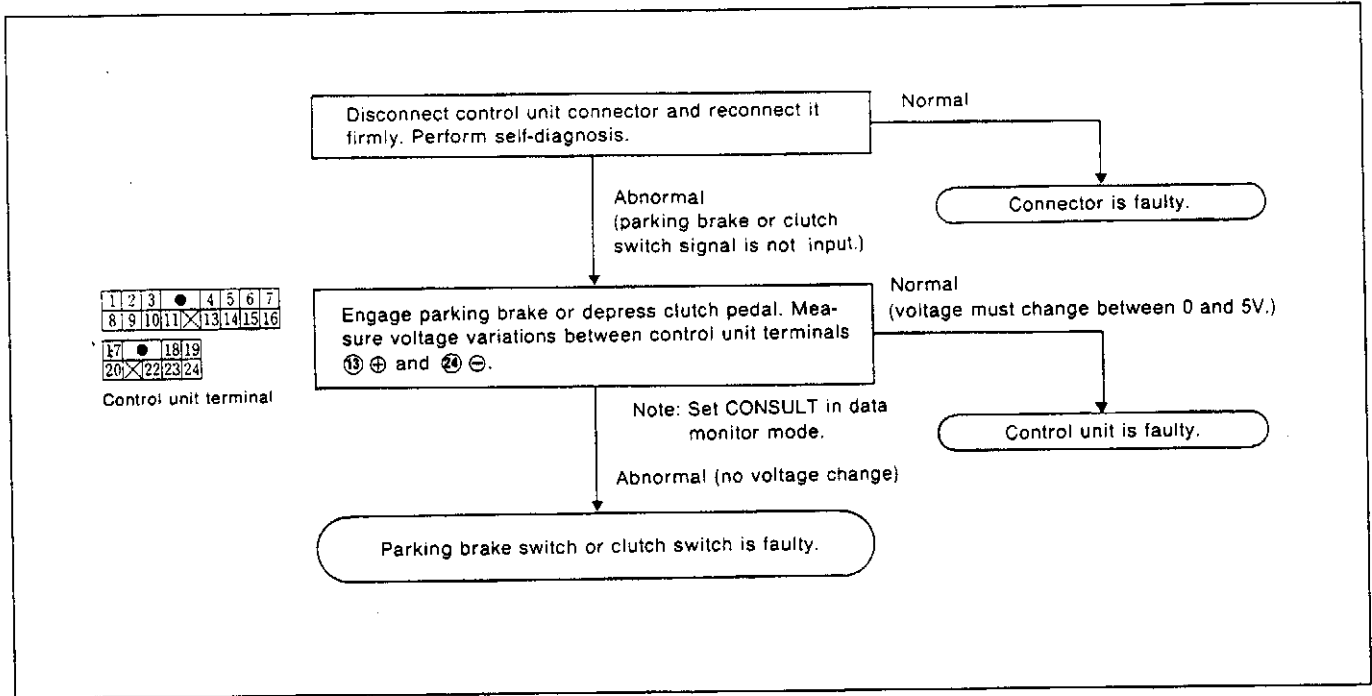 Disconnect control unit connector and reconnect it
firmly. Perform self-diagnosis.
Normal
Connector is faulty.
Abnormal
(parking brake or clutch
switch signal is not input.)
1 2 3 ● 4 5 6 7
8 9 10 11 ╳ 13 14 15 16
17 ● 18 19
20 ╳ 22 23 24
Control unit terminal
Engage parking brake or depress clutch pedal. Mea-
sure voltage variations between control unit terminals
⑬ ⊕ and ㉔ ⊖.
Normal
(voltage must change between 0 and 5V.)
Control unit is faulty.
Note: Set CONSULT in data
monitor mode.
Abnormal (no voltage change)
Parking brake switch or clutch switch is faulty.